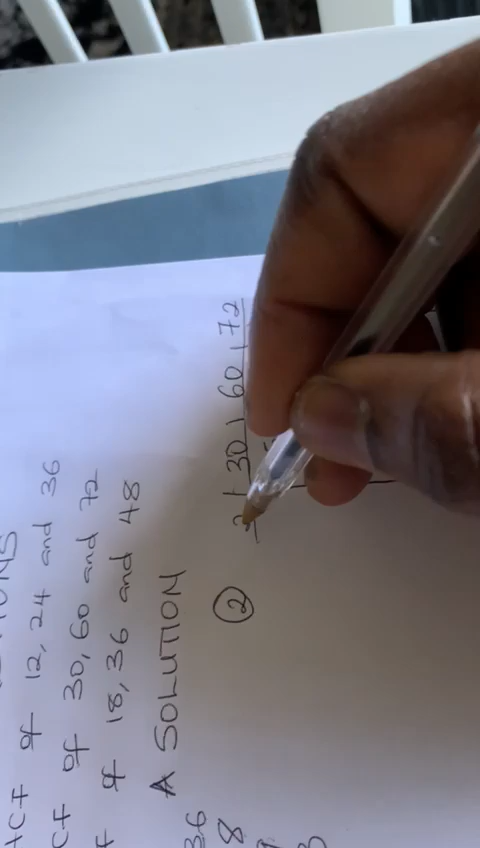 HCF of 12, 24 and 36
CF of 30, 60 and 72
F of 18, 36 and 48
A SOLUTION
36
8
3
② 2 | 30, 60, 72